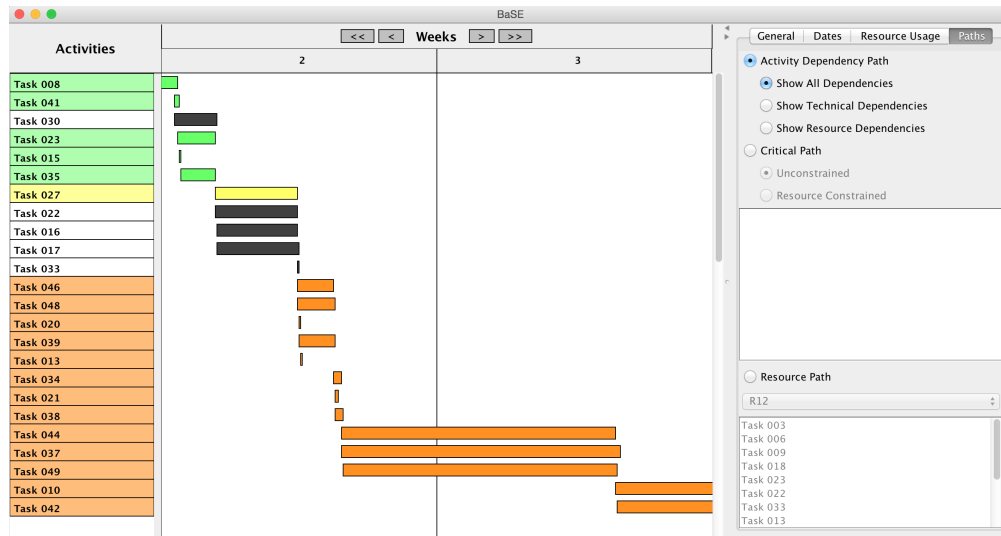 BaSE
Activities
<< < Weeks > >>
2 3
Task 008
Task 041
Task 030
Task 023
Task 015
Task 035
Task 027
Task 022
Task 016
Task 017
Task 033
Task 046
Task 048
Task 020
Task 039
Task 013
Task 034
Task 021
Task 038
Task 044
Task 037
Task 049
Task 010
Task 042
General Dates Resource Usage Paths
Activity Dependency Path
Show All Dependencies
Show Technical Dependencies
Show Resource Dependencies
Critical Path
Unconstrained
Resource Constrained
Resource Path
R12
Task 003
Task 006
Task 009
Task 018
Task 023
Task 022
Task 033
Task 013